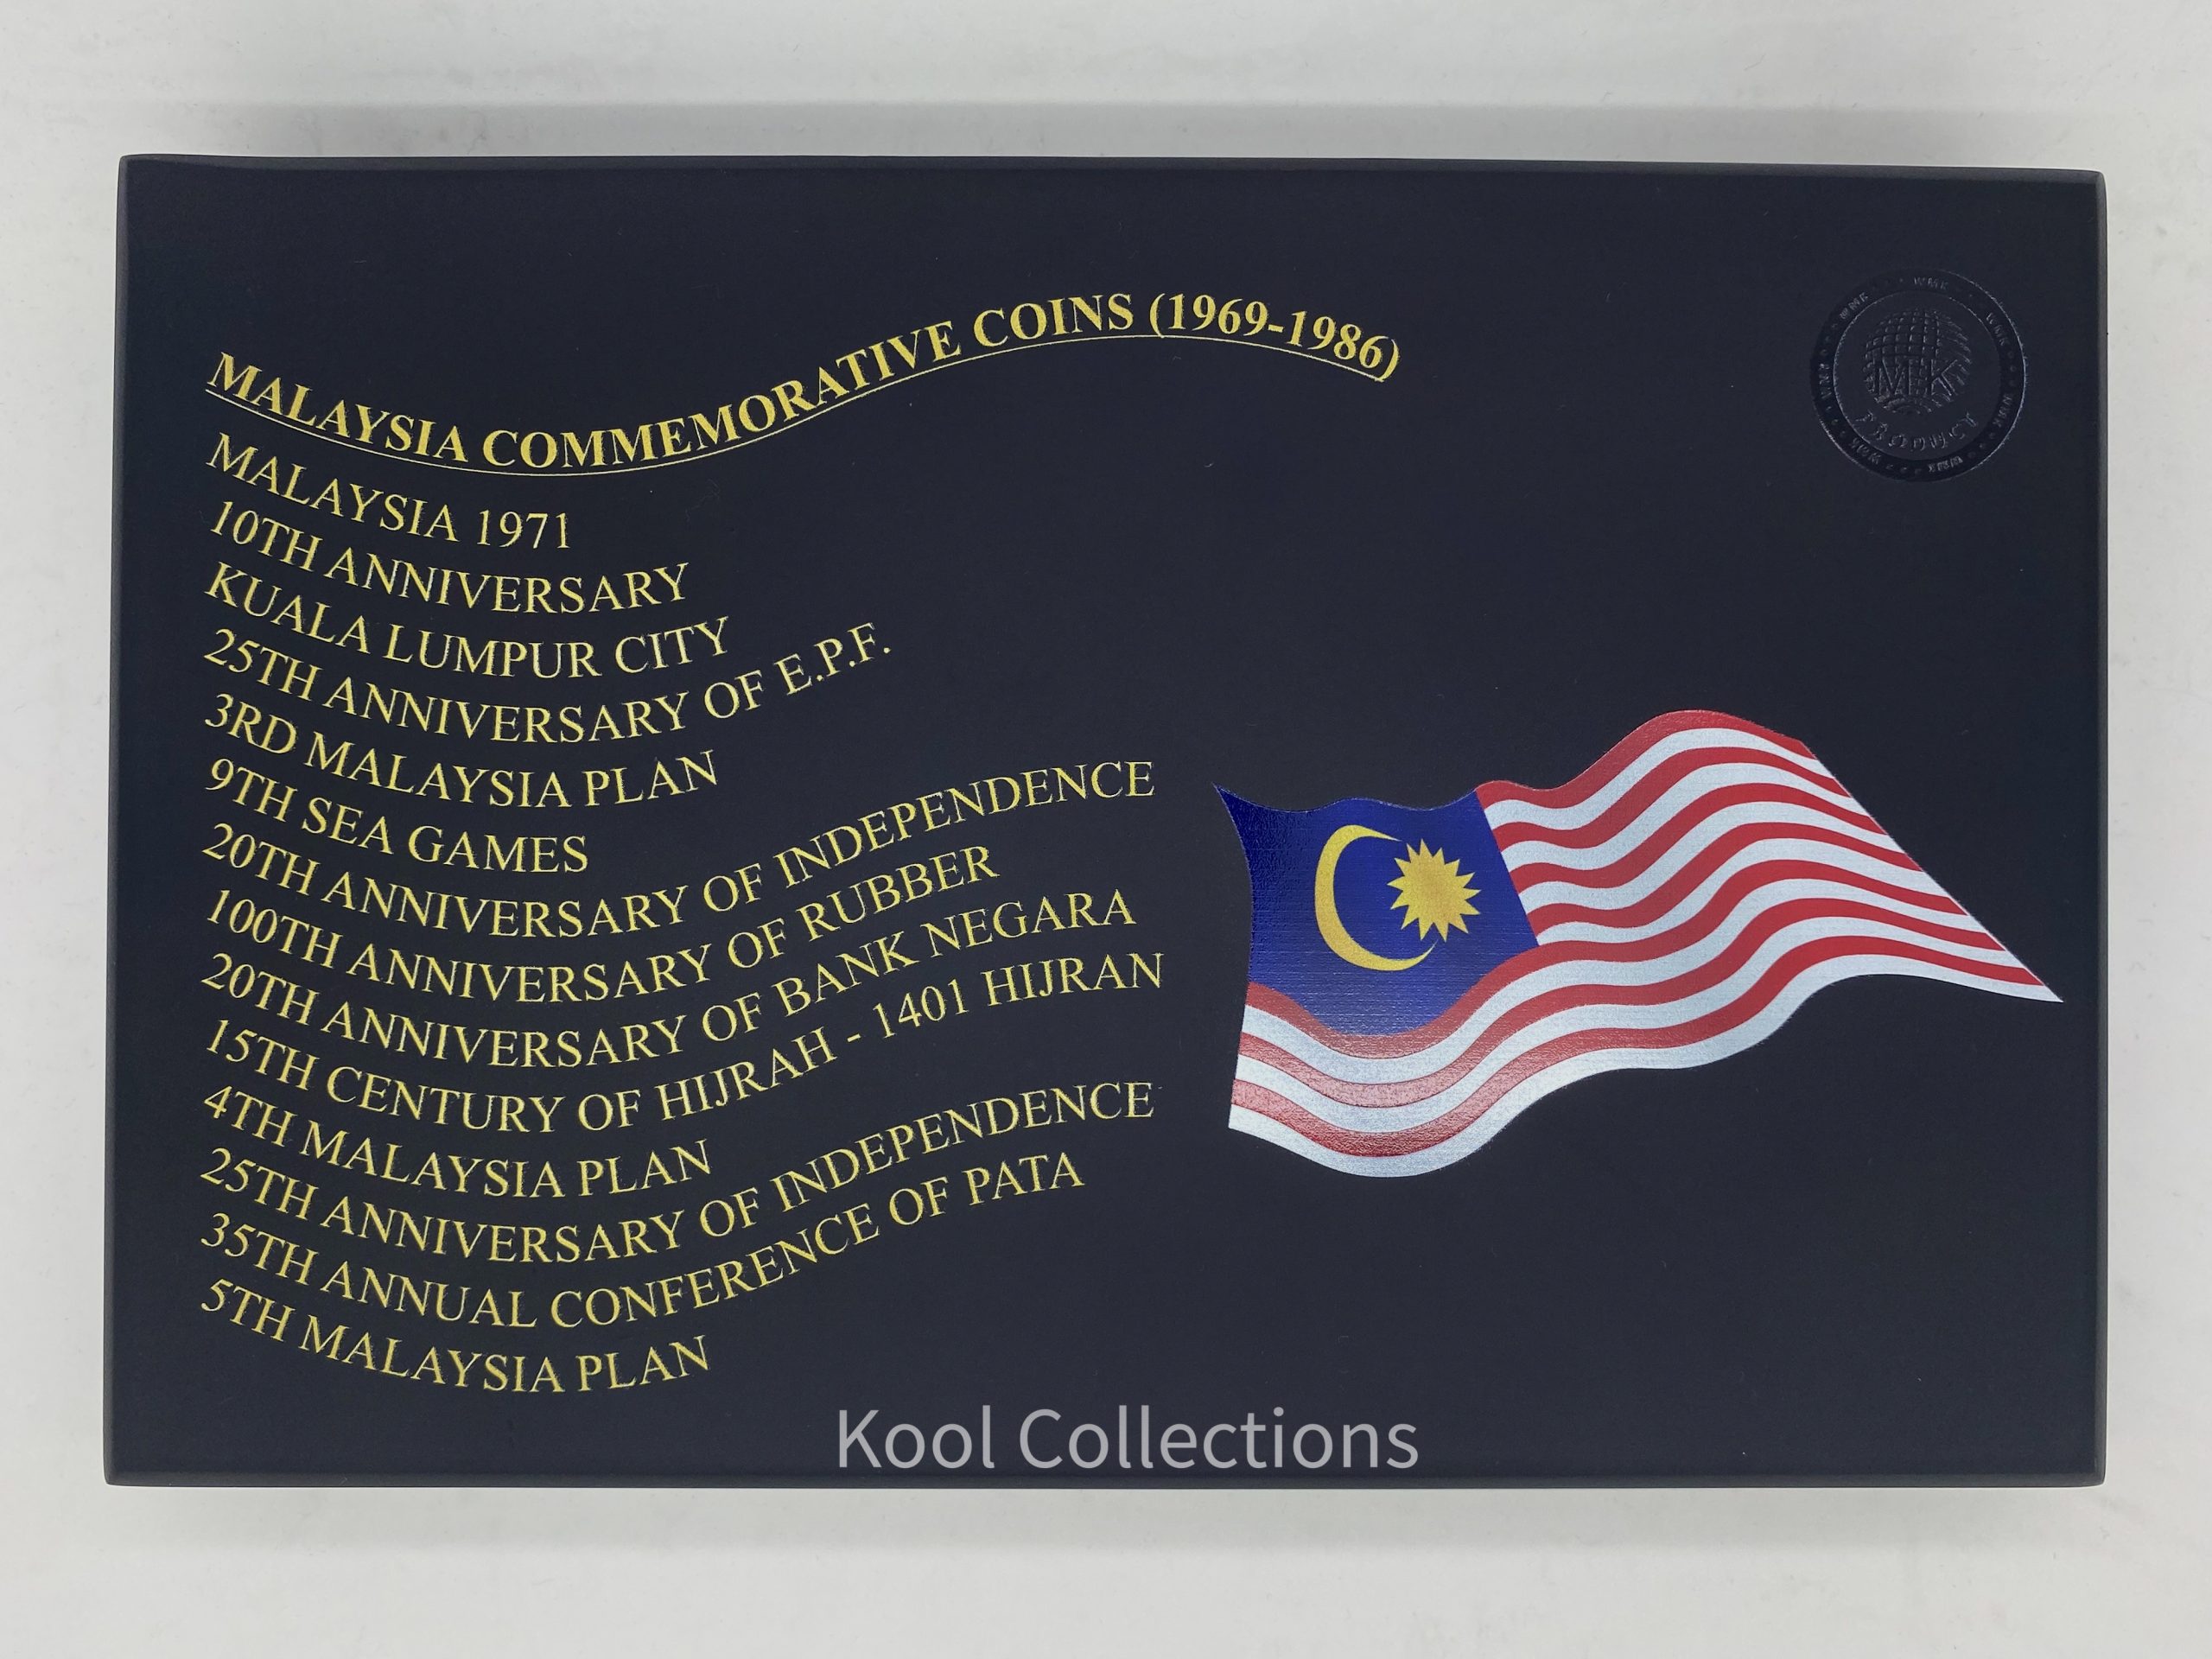 MALAYSIA COMMEMORATIVE COINS (1969-1986)
MALAYSIA 1971
10TH ANNIVERSARY
KUALA LUMPUR CITY
25TH ANNIVERSARY OF E.P.F.
3RD MALAYSIA PLAN
9TH SEA GAMES
20TH ANNIVERSARY OF INDEPENDENCE
100TH ANNIVERSARY OF RUBBER
20TH ANNIVERSARY OF BANK NEGARA
15TH CENTURY OF HIJRAH - 1401 HIJRAN
4TH MALAYSIA PLAN
25TH ANNIVERSARY OF INDEPENDENCE
35TH ANNUAL CONFERENCE OF PATA
5TH MALAYSIA PLAN
Kool Collections